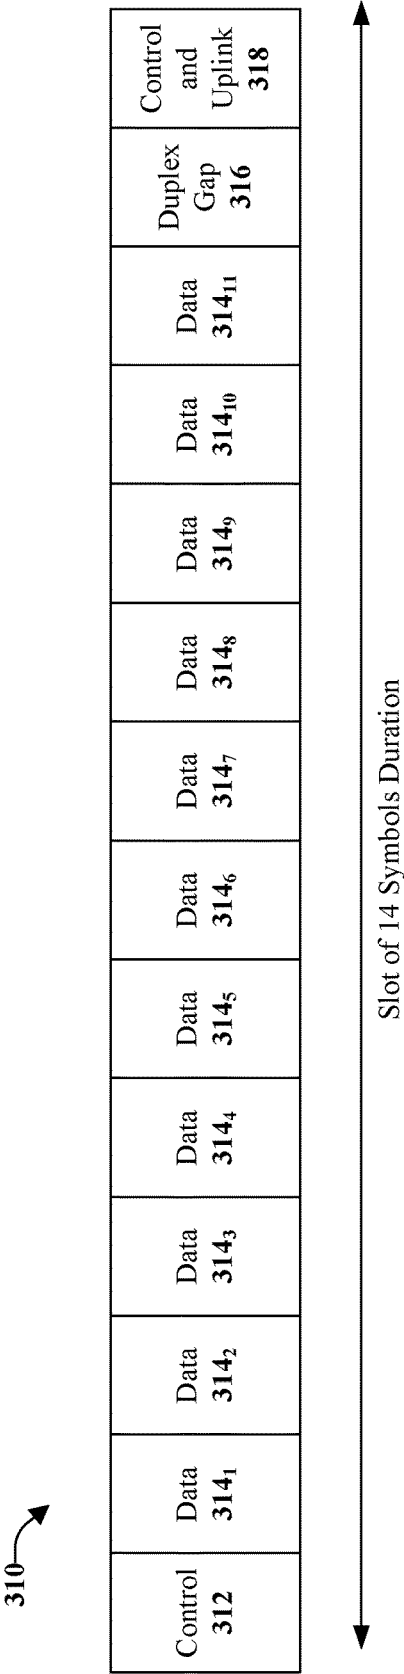 310
Control
312
Data
314₁
Data
314₂
Data
314₃
Data
314₄
Data
314₅
Data
314₆
Data
314₇
Data
314₈
Data
314₉
Data
314₁₀
Data
314₁₁
Duplex
Gap
316
Control
and
Uplink
318
Slot of 14 Symbols Duration